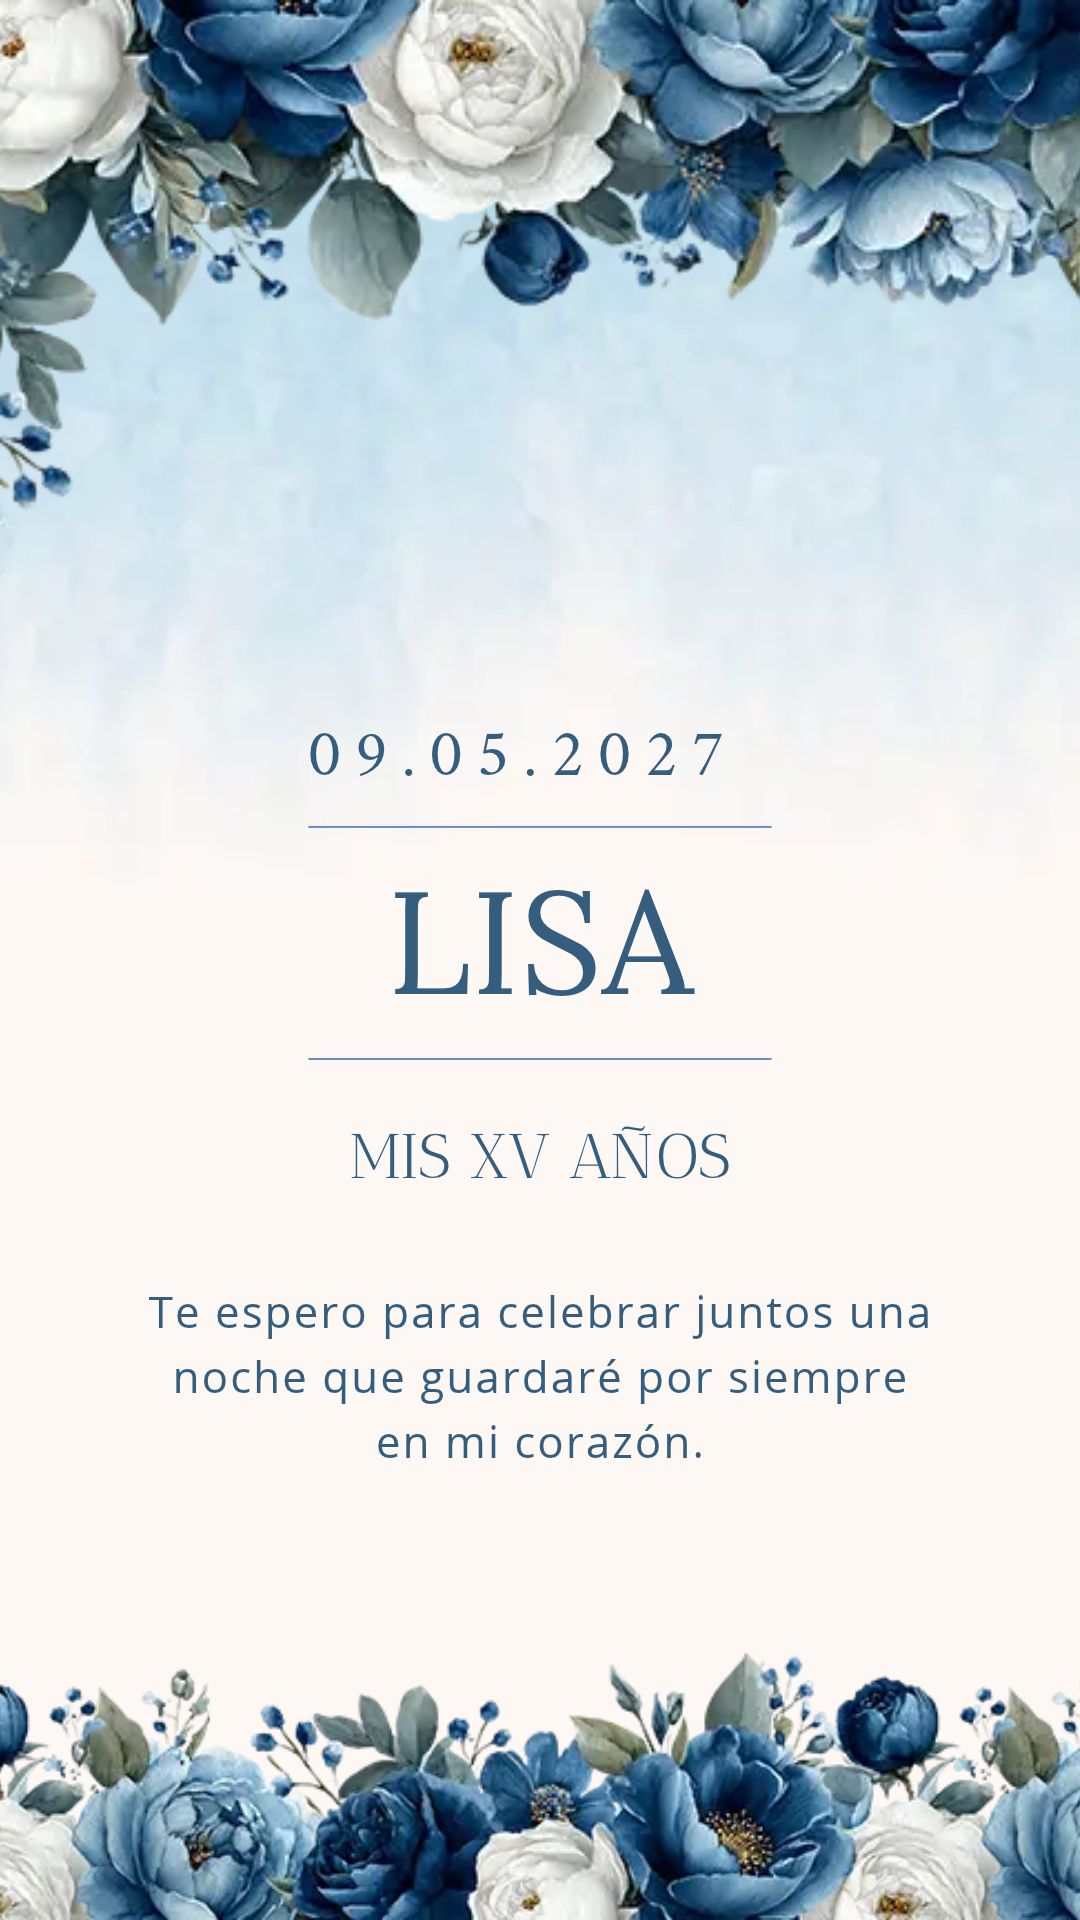 09.05.2027
LISA
MIS XV AÑOS
Te espero para celebrar juntos una
noche que guardaré por siempre
en mi corazón.